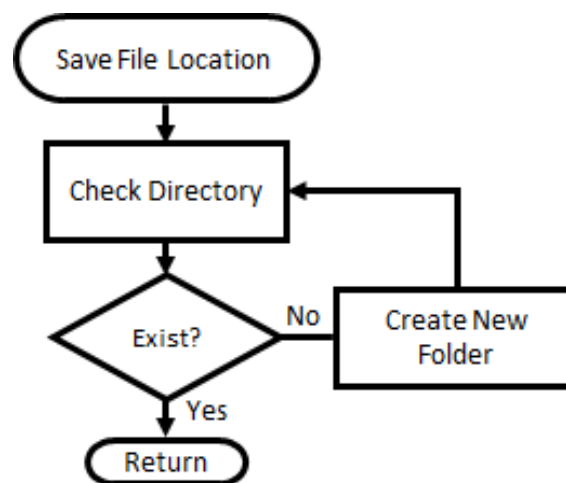 Save File Location
Check Directory
Exist?
No
Create New
Folder
Yes
Return